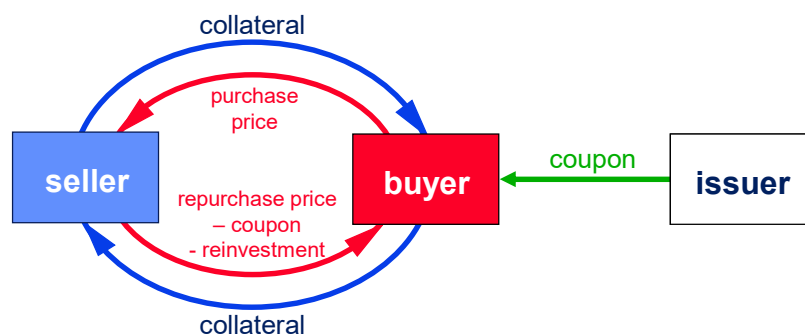 collateral
purchase
price
seller
buyer
coupon
issuer
repurchase price
– coupon
- reinvestment
collateral